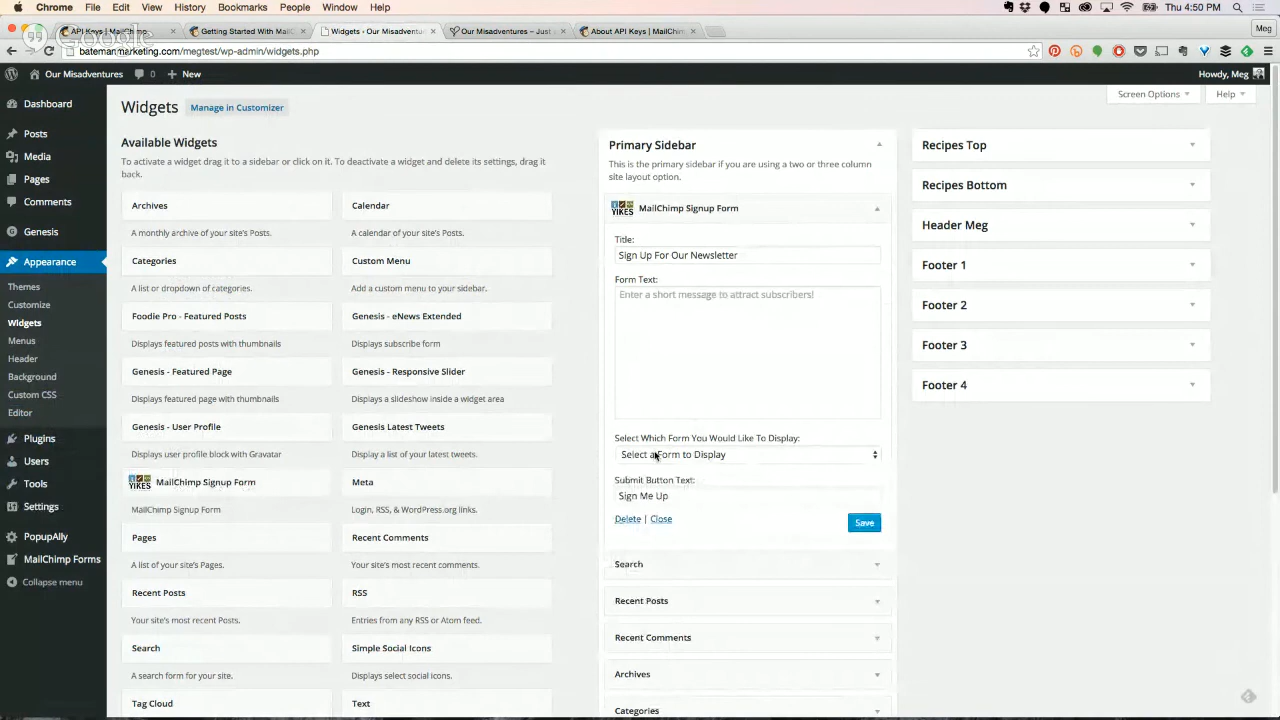 Chrome File Edit View History Bookmarks People Window Help
Thu 4:50 PM
API Keys | MailChimp
Getting Started With MailC
Widgets ‹ Our Misadventu
Our Misadventures – Just
About API Keys | MailChim
Meg
Google
batemanmarketing.com/megtest/wp-admin/widgets.php
Our Misadventures 0 New
Howdy, Meg
Screen Options
Help
Dashboard
Posts
Media
Pages
Comments
Genesis
Appearance
Themes
Customize
Widgets
Menus
Header
Background
Custom CSS
Editor
Plugins
Users
Tools
Settings
PopupAlly
MailChimp Forms
Collapse menu
Widgets
Manage in Customizer
Available Widgets
To activate a widget drag it to a sidebar or click on it. To deactivate a widget and delete its settings, drag it
back.
Archives
A monthly archive of your site's Posts.
Calendar
A calendar of your site's Posts.
Categories
A list or dropdown of categories.
Custom Menu
Add a custom menu to your sidebar.
Foodie Pro - Featured Posts
Displays featured posts with thumbnails
Genesis - eNews Extended
Displays subscribe form
Genesis - Featured Page
Displays featured page with thumbnails
Genesis - Responsive Slider
Displays a slideshow inside a widget area
Genesis - User Profile
Displays user profile block with Gravatar
Genesis Latest Tweets
Display a list of your latest tweets.
YIKES
MailChimp Signup Form
MailChimp Signup Form
Meta
Login, RSS, & WordPress.org links.
Pages
A list of your site's Pages.
Recent Comments
Your site's most recent comments.
Recent Posts
Your site's most recent Posts.
RSS
Entries from any RSS or Atom feed.
Search
A search form for your site.
Simple Social Icons
Displays select social icons.
Tag Cloud
Text
Primary Sidebar
This is the primary sidebar if you are using a two or three column
site layout option.
YIKES
MailChimp Signup Form
Title:
Sign Up For Our Newsletter
Form Text:
Enter a short message to attract subscribers!
Select Which Form You Would Like To Display:
Select a Form to Display
Submit Button Text:
Sign Me Up
Delete | Close
Save
Search
Recent Posts
Recent Comments
Archives
Categories
Recipes Top
Recipes Bottom
Header Meg
Footer 1
Footer 2
Footer 3
Footer 4